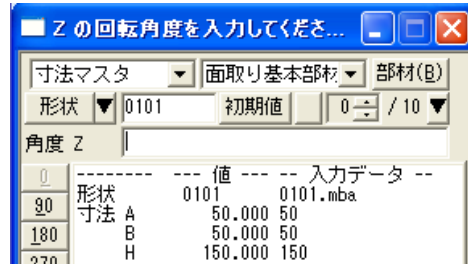 Z の回転角度を入力してくださ...
寸法マスタ 面取り基本部材 部材(B)
形状 ▼ 0101 初期値 0 / 10 ▼
角度 Z
0 -------- --- 値 --- -- 入力データ --
形状 0101 0101.mba
90 寸法 A 50.000 50
180 B 50.000 50
270 H 150.000 150